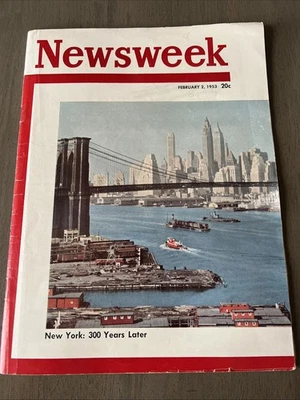 Newsweek
FEBRUARY 2, 1953 20c
New York: 300 Years Later